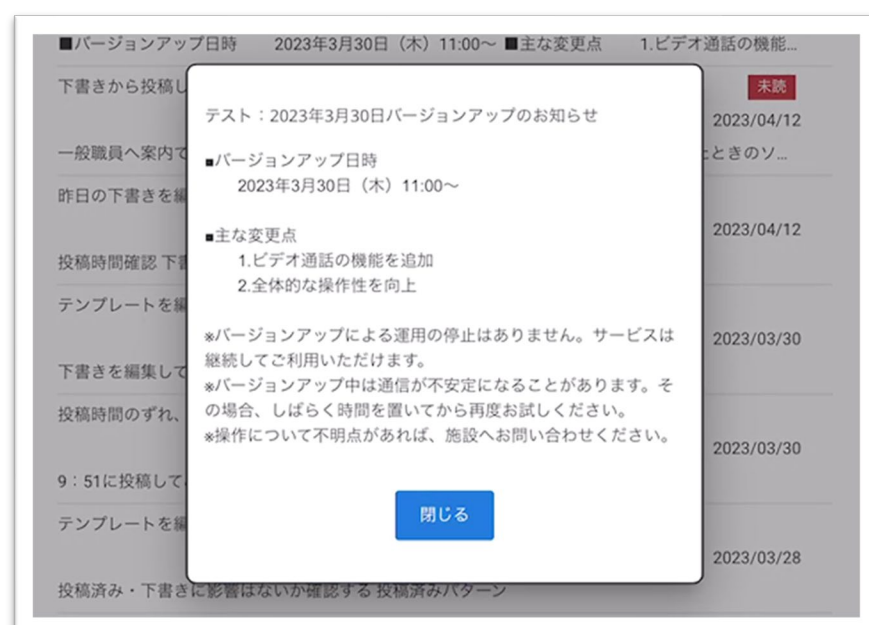 ■バージョンアップ日時 2023年3月30日（木）11:00～ ■主な変更点 1.ビデオ通話の機能…
下書きから投稿し
未読
2023/04/12
一般職員へ案内で
たときのソ…
昨日の下書きを編
2023/04/12
投稿時間確認 下書
テンプレートを編
2023/03/30
下書きを編集して
投稿時間のずれ、
2023/03/30
9：51に投稿して
テンプレートを編
2023/03/28
投稿済み・下書きに影響はないか確認する 投稿済みパターン
テスト：2023年3月30日バージョンアップのお知らせ
■バージョンアップ日時
2023年3月30日（木）11:00～
■主な変更点
1.ビデオ通話の機能を追加
2.全体的な操作性を向上
※バージョンアップによる運用の停止はありません。サービスは
継続してご利用いただけます。
※バージョンアップ中は通信が不安定になることがあります。そ
の場合、しばらく時間を置いてから再度お試しください。
※操作について不明点があれば、施設へお問い合わせください。
閉じる